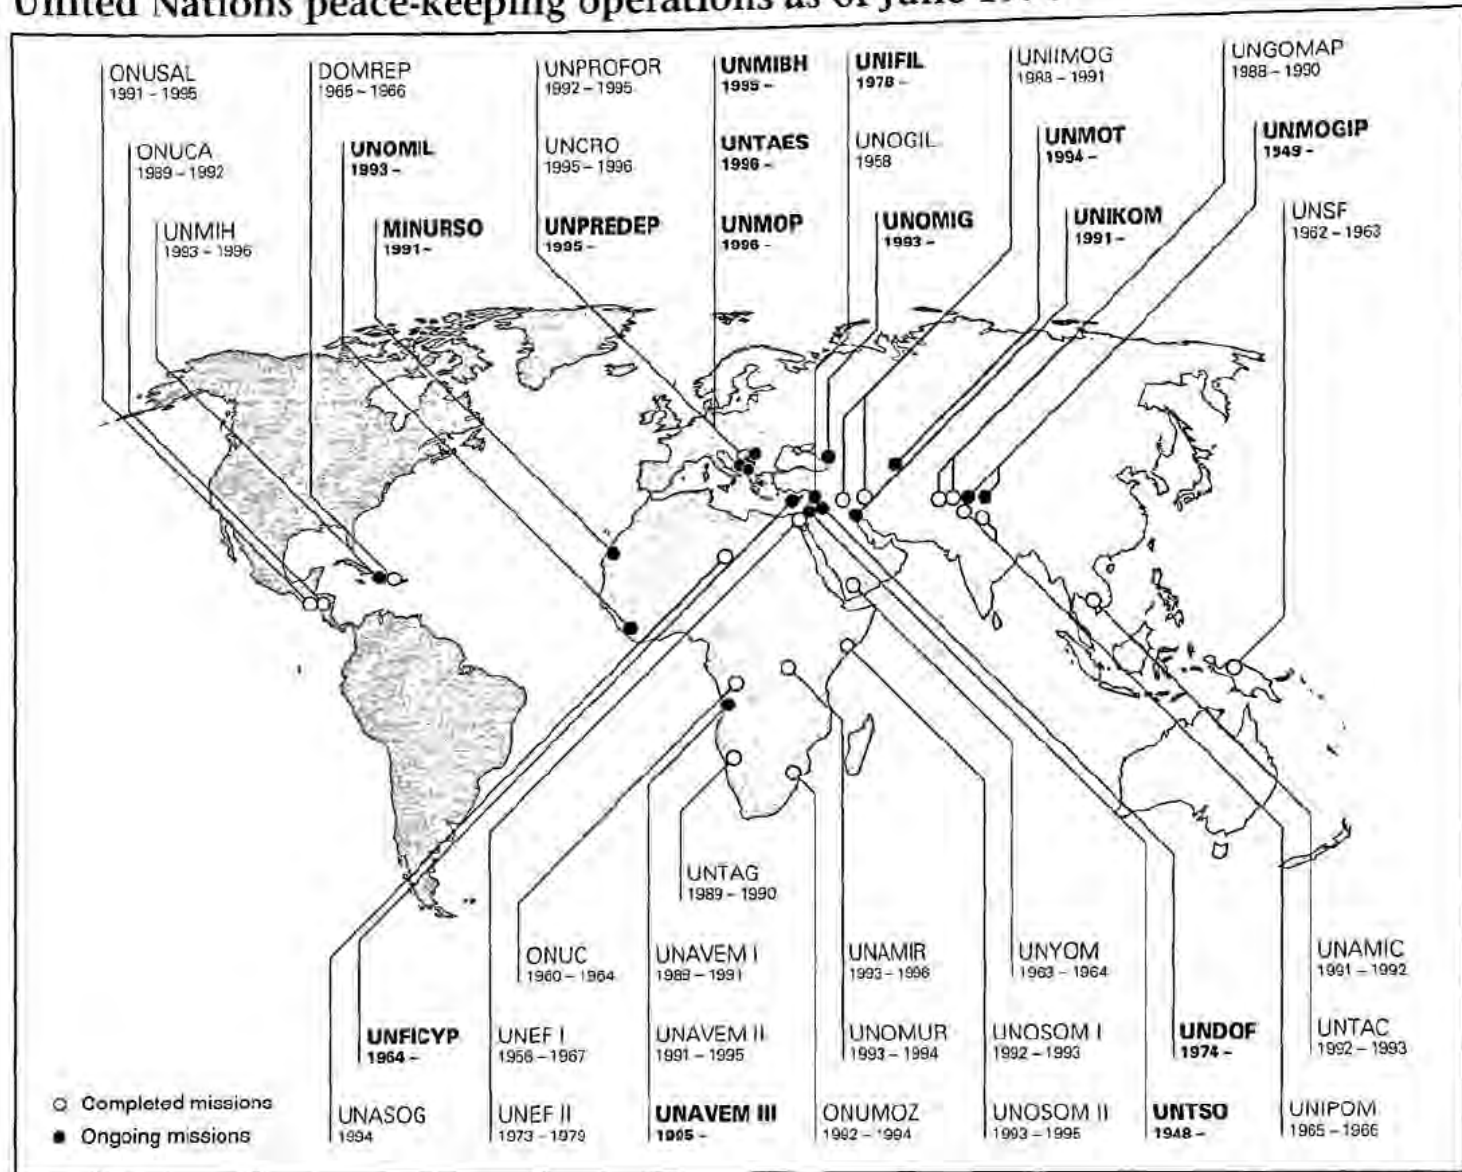 United Nations peace-keeping operations as of June
ONUSAL
1991 – 1995
DOMREP
1965 – 1966
UNPROFOR
1992 – 1995
UNMIBH
1995 –
UNIFIL
1978 –
UNIIMOG
1988 – 1991
UNGOMAP
1988 – 1990
ONUCA
1989 – 1992
UNOMIL
1993 –
UNCRO
1995 – 1996
UNTAES
1996 –
UNOGIL
1958
UNMOT
1994 –
UNMOGIP
1949 –
UNMIH
1993 – 1996
MINURSO
1991 –
UNPREDEP
1995 –
UNMOP
1996 –
UNOMIG
1993 –
UNIKOM
1991 –
UNSF
1962 – 1963
UNTAG
1989 – 1990
ONUC
1960 – 1964
UNAVEM I
1989 – 1991
UNAMIR
1993 – 1996
UNYOM
1963 – 1964
UNAMIC
1991 – 1992
UNFICYP
1964 –
UNEF I
1956 – 1967
UNAVEM II
1991 – 1995
UNOMUR
1993 – 1994
UNOSOM I
1992 – 1993
UNDOF
1974 –
UNTAC
1992 – 1993
Completed missions
Ongoing missions
UNASOG
1994
UNEF II
1973 – 1979
UNAVEM III
1995 –
ONUMOZ
1992 – 1994
UNOSOM II
1993 – 1995
UNTSO
1948 –
UNIPOM
1965 – 1966